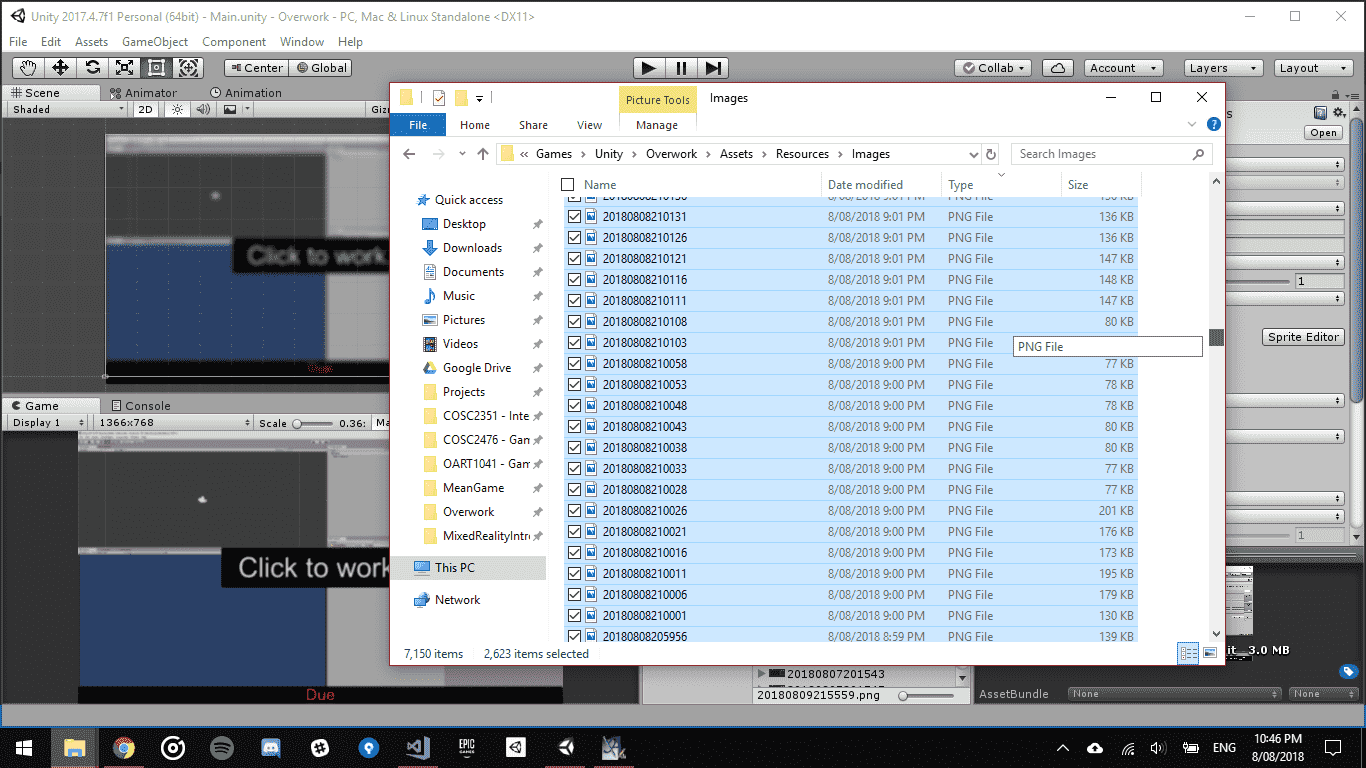 Unity 2017.4.7f1 Personal (64bit) - Main.unity - Overwork - PC, Mac & Linux Standalone <DX11>
File Edit Assets GameObject Component Window Help
Center Global
Collab Account Layers Layout
Scene Animator Animation
Shaded 2D Giz
Click to work.
Due
Game Console
Display 1 1366x768 Scale 0.36: Ma
Click to work
Due
Picture Tools Images
File Home Share View Manage
« Games Unity Overwork Assets Resources Images
Search Images
Quick access
Desktop
Downloads
Documents
Music
Pictures
Videos
Google Drive
Projects
COSC2351 - Inte
COSC2476 - Gam
OART1041 - Gam
MeanGame
Overwork
MixedRealityIntr
This PC
Network
Name Date modified Type Size
20180808210131 8/08/2018 9:01 PM PNG File 136 KB
20180808210126 8/08/2018 9:01 PM PNG File 136 KB
20180808210121 8/08/2018 9:01 PM PNG File 147 KB
20180808210116 8/08/2018 9:01 PM PNG File 148 KB
20180808210111 8/08/2018 9:01 PM PNG File 147 KB
20180808210108 8/08/2018 9:01 PM PNG File 80 KB
20180808210103 8/08/2018 9:01 PM PNG File
PNG File
20180808210058 8/08/2018 9:00 PM PNG File 77 KB
20180808210053 8/08/2018 9:00 PM PNG File 78 KB
20180808210048 8/08/2018 9:00 PM PNG File 78 KB
20180808210043 8/08/2018 9:00 PM PNG File 80 KB
20180808210038 8/08/2018 9:00 PM PNG File 80 KB
20180808210033 8/08/2018 9:00 PM PNG File 77 KB
20180808210028 8/08/2018 9:00 PM PNG File 77 KB
20180808210026 8/08/2018 9:00 PM PNG File 201 KB
20180808210021 8/08/2018 9:00 PM PNG File 176 KB
20180808210016 8/08/2018 9:00 PM PNG File 173 KB
20180808210011 8/08/2018 9:00 PM PNG File 195 KB
20180808210006 8/08/2018 9:00 PM PNG File 179 KB
20180808210001 8/08/2018 9:00 PM PNG File 130 KB
20180808205956 8/08/2018 8:59 PM PNG File 139 KB
7,150 items 2,623 items selected
s
Open
1
Sprite Editor
1
3.0 MB
20180807201543
20180809215559.png
AssetBundle None None
EPIC GAMES
ENG
10:46 PM
8/08/2018